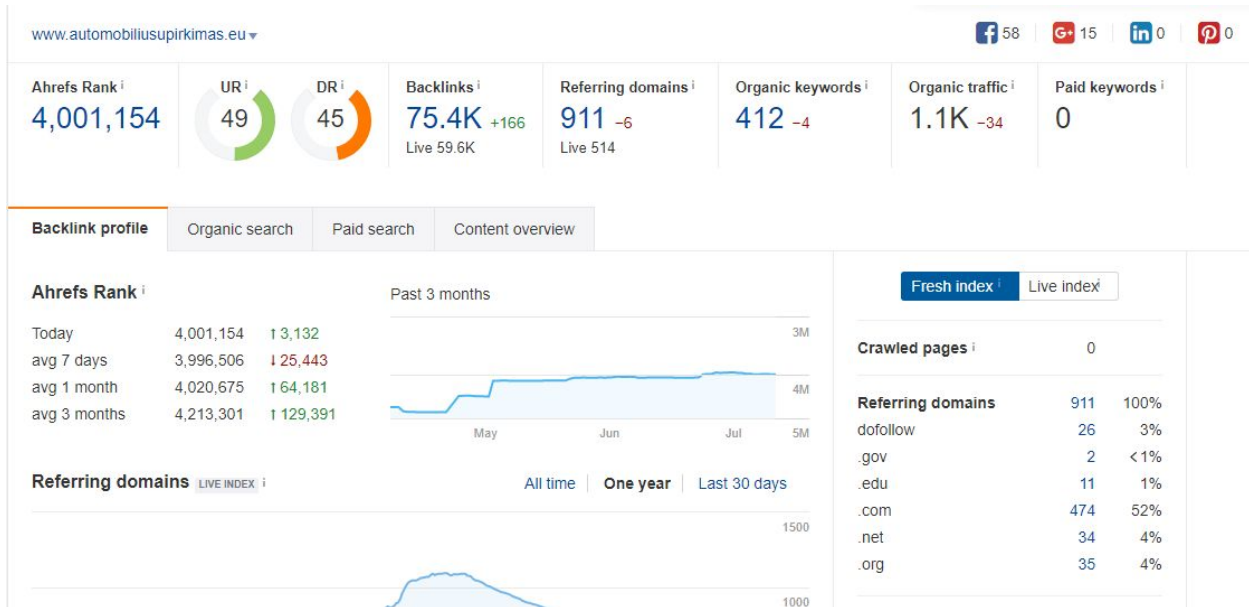 www.automobiliusupirkimas.eu
58 G+ 15 in 0 0
Ahrefs Rank i UR i DR i Backlinks i Referring domains i Organic keywords i Organic traffic i Paid keywords i
4,001,154 49 45 75.4K +166 911 −6 412 −4 1.1K −34 0
Live 59.6K Live 514
Backlink profile Organic search Paid search Content overview
Ahrefs Rank i Past 3 months Fresh index i Live index i
Today 4,001,154 ↑3,132 3M
avg 7 days 3,996,506 ↓25,443 Crawled pages i 0
avg 1 month 4,020,675 ↑64,181 4M
avg 3 months 4,213,301 ↑129,391 Referring domains 911 100%
May Jun Jul 5M dofollow 26 3%
.gov 2 <1%
Referring domains LIVE INDEX i All time One year Last 30 days .edu 11 1%
.com 474 52%
1500 .net 34 4%
.org 35 4%
1000